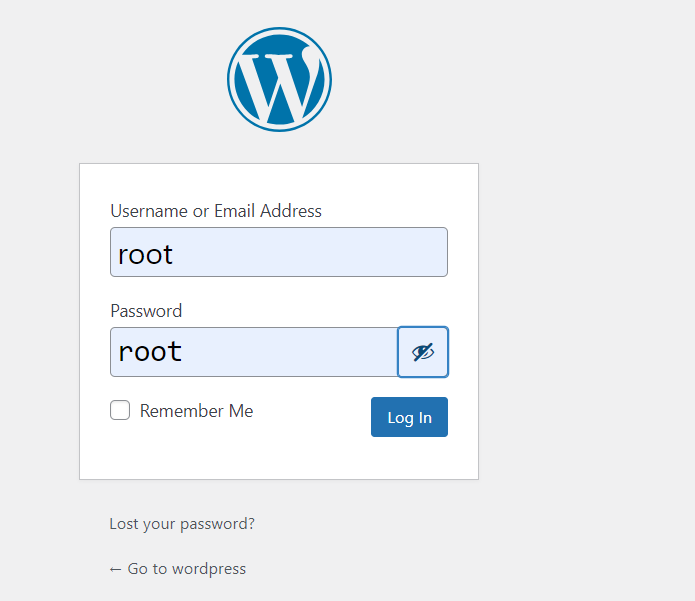 Username or Email Address
root
Password
root
Remember Me
Log In
Lost your password?
← Go to wordpress